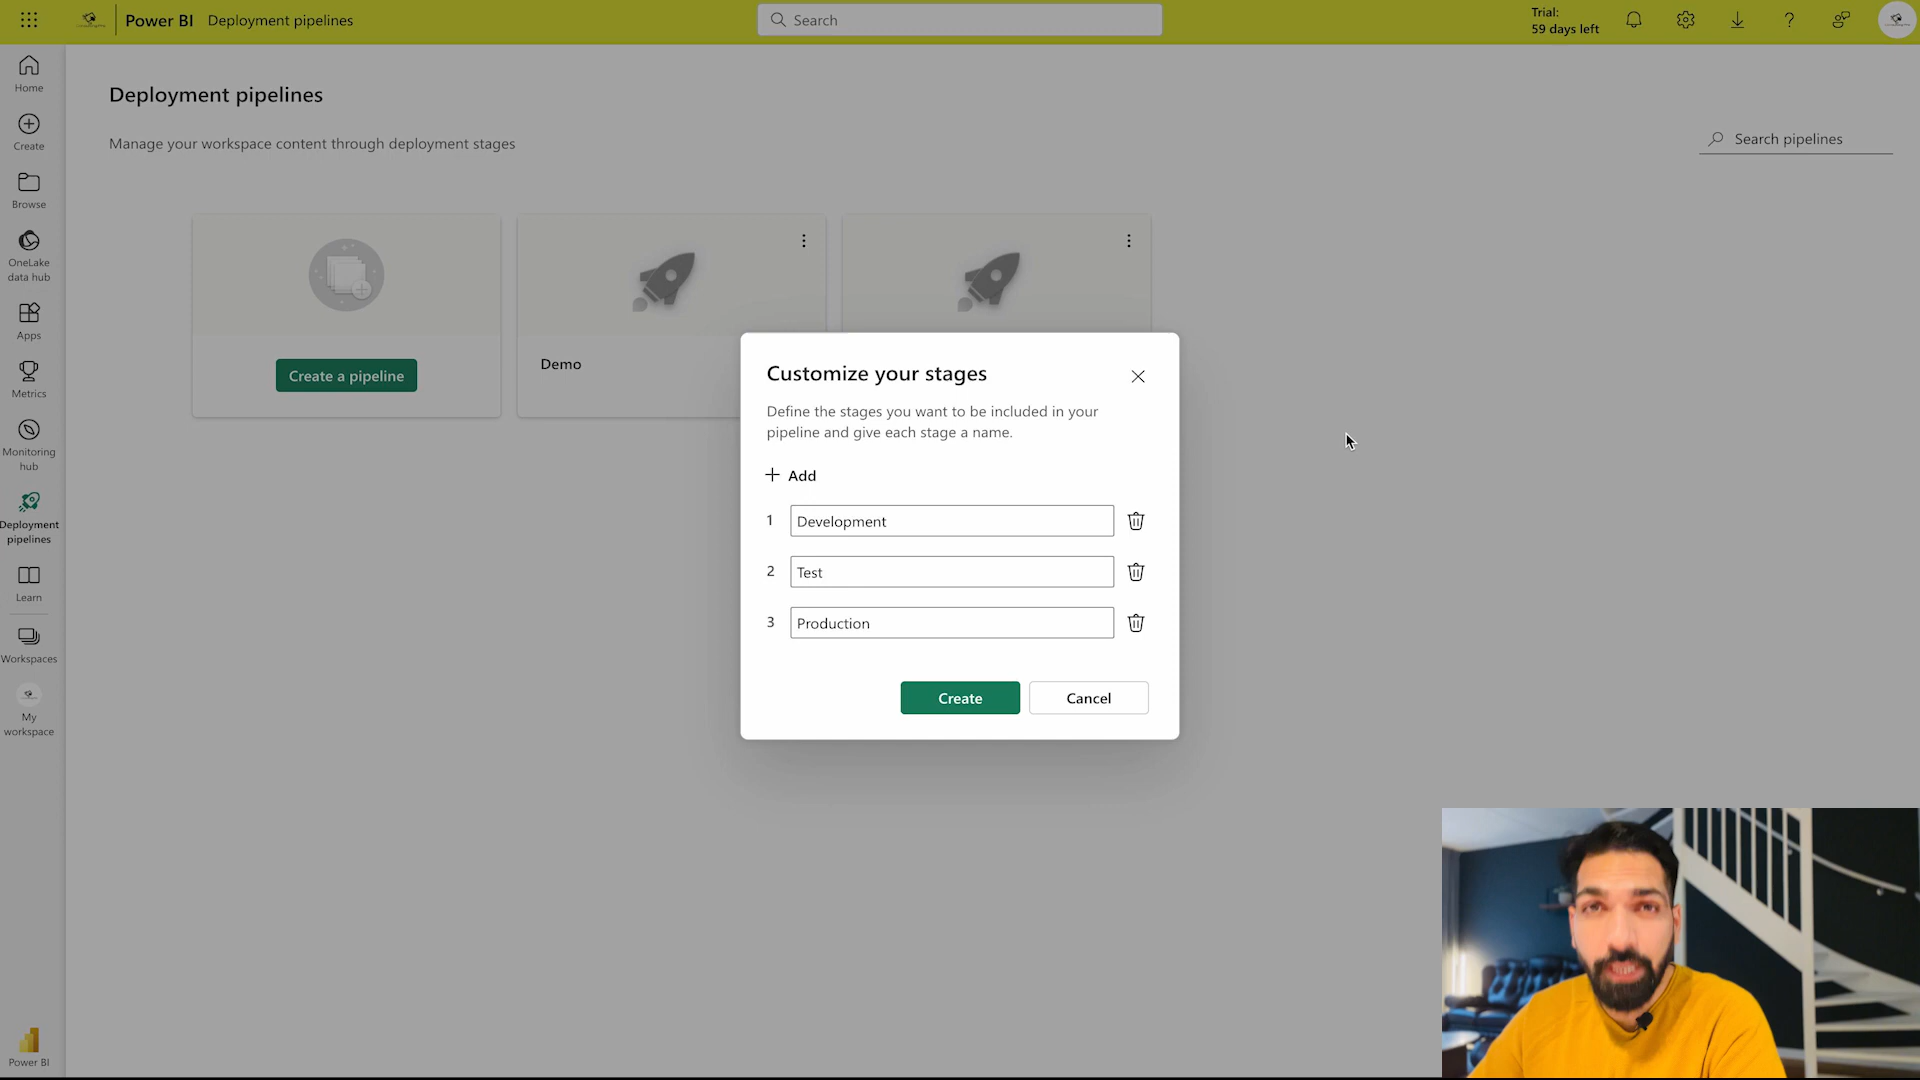 Power BI Deployment pipelines
Search
Trial:
59 days left
Home
Create
Browse
OneLake
data hub
Apps
Metrics
Monitoring
hub
Deployment
pipelines
Learn
Workspaces
My
workspace
Power BI
Deployment pipelines
Manage your workspace content through deployment stages
Search pipelines
Create a pipeline
Demo
Customize your stages
Define the stages you want to be included in your
pipeline and give each stage a name.
Add
1 Development
2 Test
3 Production
Create Cancel